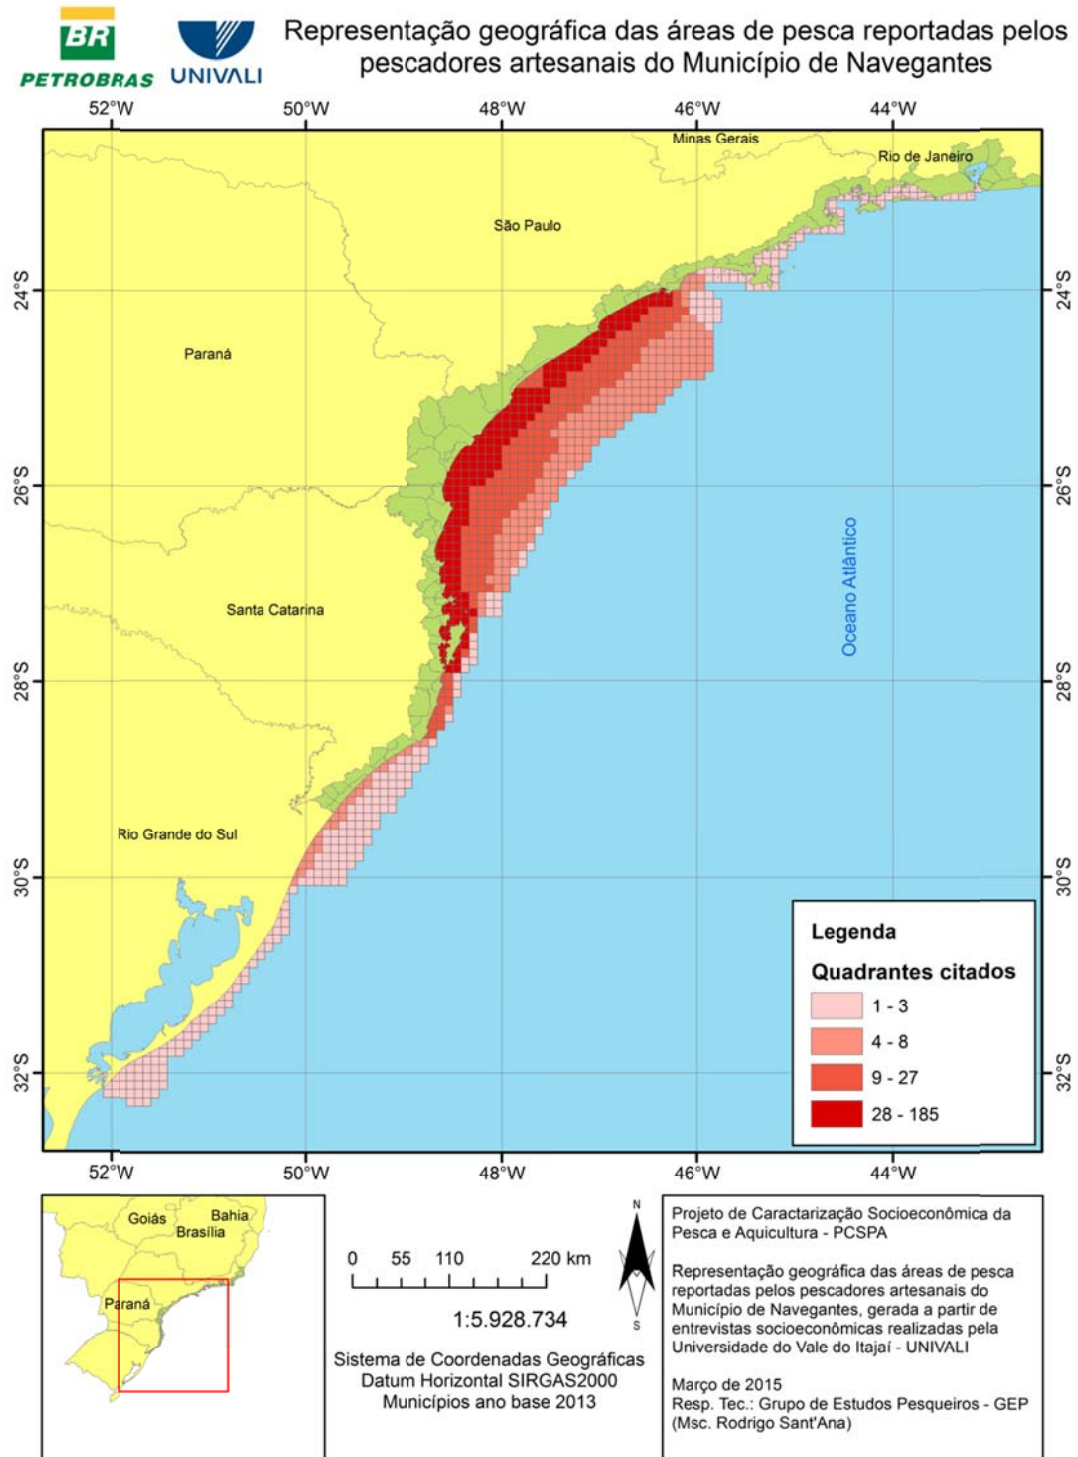 BR
PETROBRAS
UNIVALI
Representação geográfica das áreas de pesca reportadas pelos
pescadores artesanais do Município de Navegantes
52°W 50°W 48°W 46°W 44°W
Minas Gerais
Rio de Janeiro
São Paulo
24°S 24°S
Paraná
26°S 26°S
Oceano Atlântico
Santa Catarina
28°S 28°S
Rio Grande do Sul
30°S 30°S
Legenda
Quadrantes citados
1 - 3
4 - 8
9 - 27
28 - 185
32°S 32°S
52°W 50°W 48°W 46°W 44°W
Goiás Bahia
Brasília
Paraná
0 55 110 220 km
1:5.928.734
Sistema de Coordenadas Geográficas
Datum Horizontal SIRGAS2000
Municípios ano base 2013
N
S
Projeto de Caractarização Socioeconômica da
Pesca e Aquicultura - PCSPA
Representação geográfica das áreas de pesca
reportadas pelos pescadores artesanais do
Município de Navegantes, gerada a partir de
entrevistas socioeconômicas realizadas pela
Universidade do Vale do Itajaí - UNIVALI
Março de 2015
Resp. Tec.: Grupo de Estudos Pesqueiros - GEP
(Msc. Rodrigo Sant'Ana)